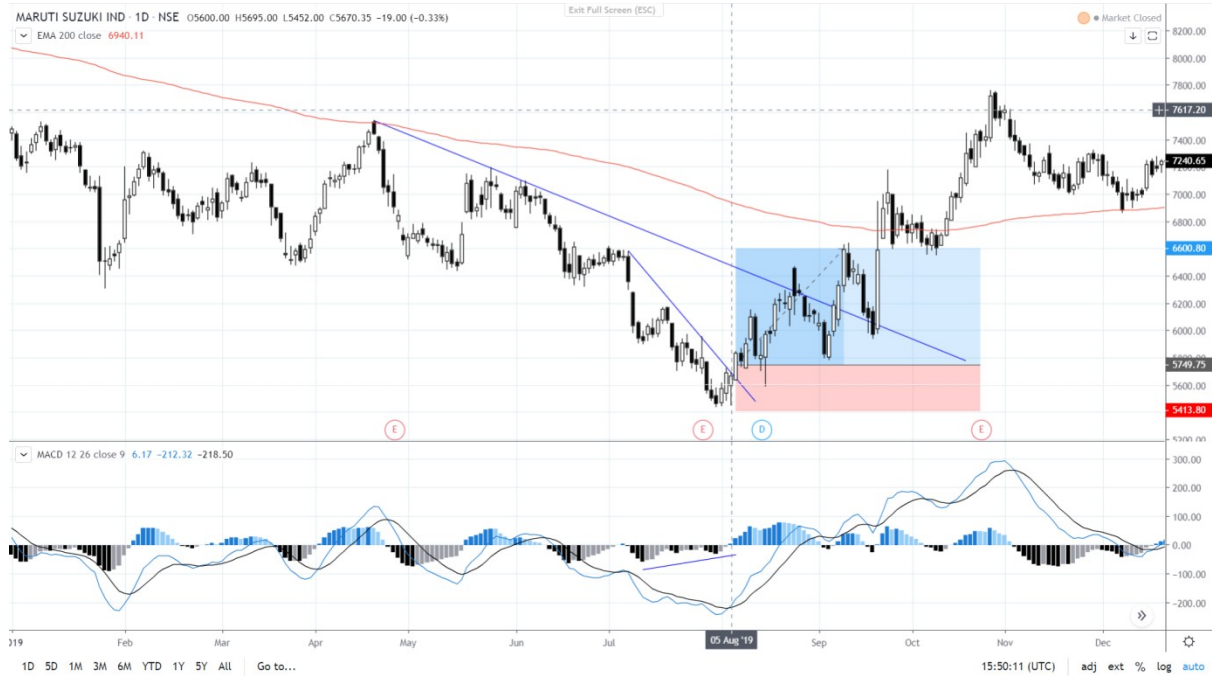 Exit Full Screen (ESC)
MARUTI SUZUKI IND · 1D · NSE O5600.00 H5695.00 L5452.00 C5670.35 −19.00 (−0.33%)
Market Closed
EMA 200 close 6940.11
8200.00
8000.00
7800.00
7617.20
7400.00
7240.65
7200.00
7000.00
6800.00
6600.80
6400.00
6200.00
6000.00
5800.00
5749.75
5600.00
5413.80
5200.00
E
E
D
E
MACD 12 26 close 9 6.17 −212.32 −218.50
300.00
200.00
100.00
0.00
−100.00
−200.00
2019 Feb Mar Apr May Jun Jul 05 Aug '19 Sep Oct Nov Dec
1D 5D 1M 3M 6M YTD 1Y 5Y All Go to... 15:50:11 (UTC) adj ext % log auto